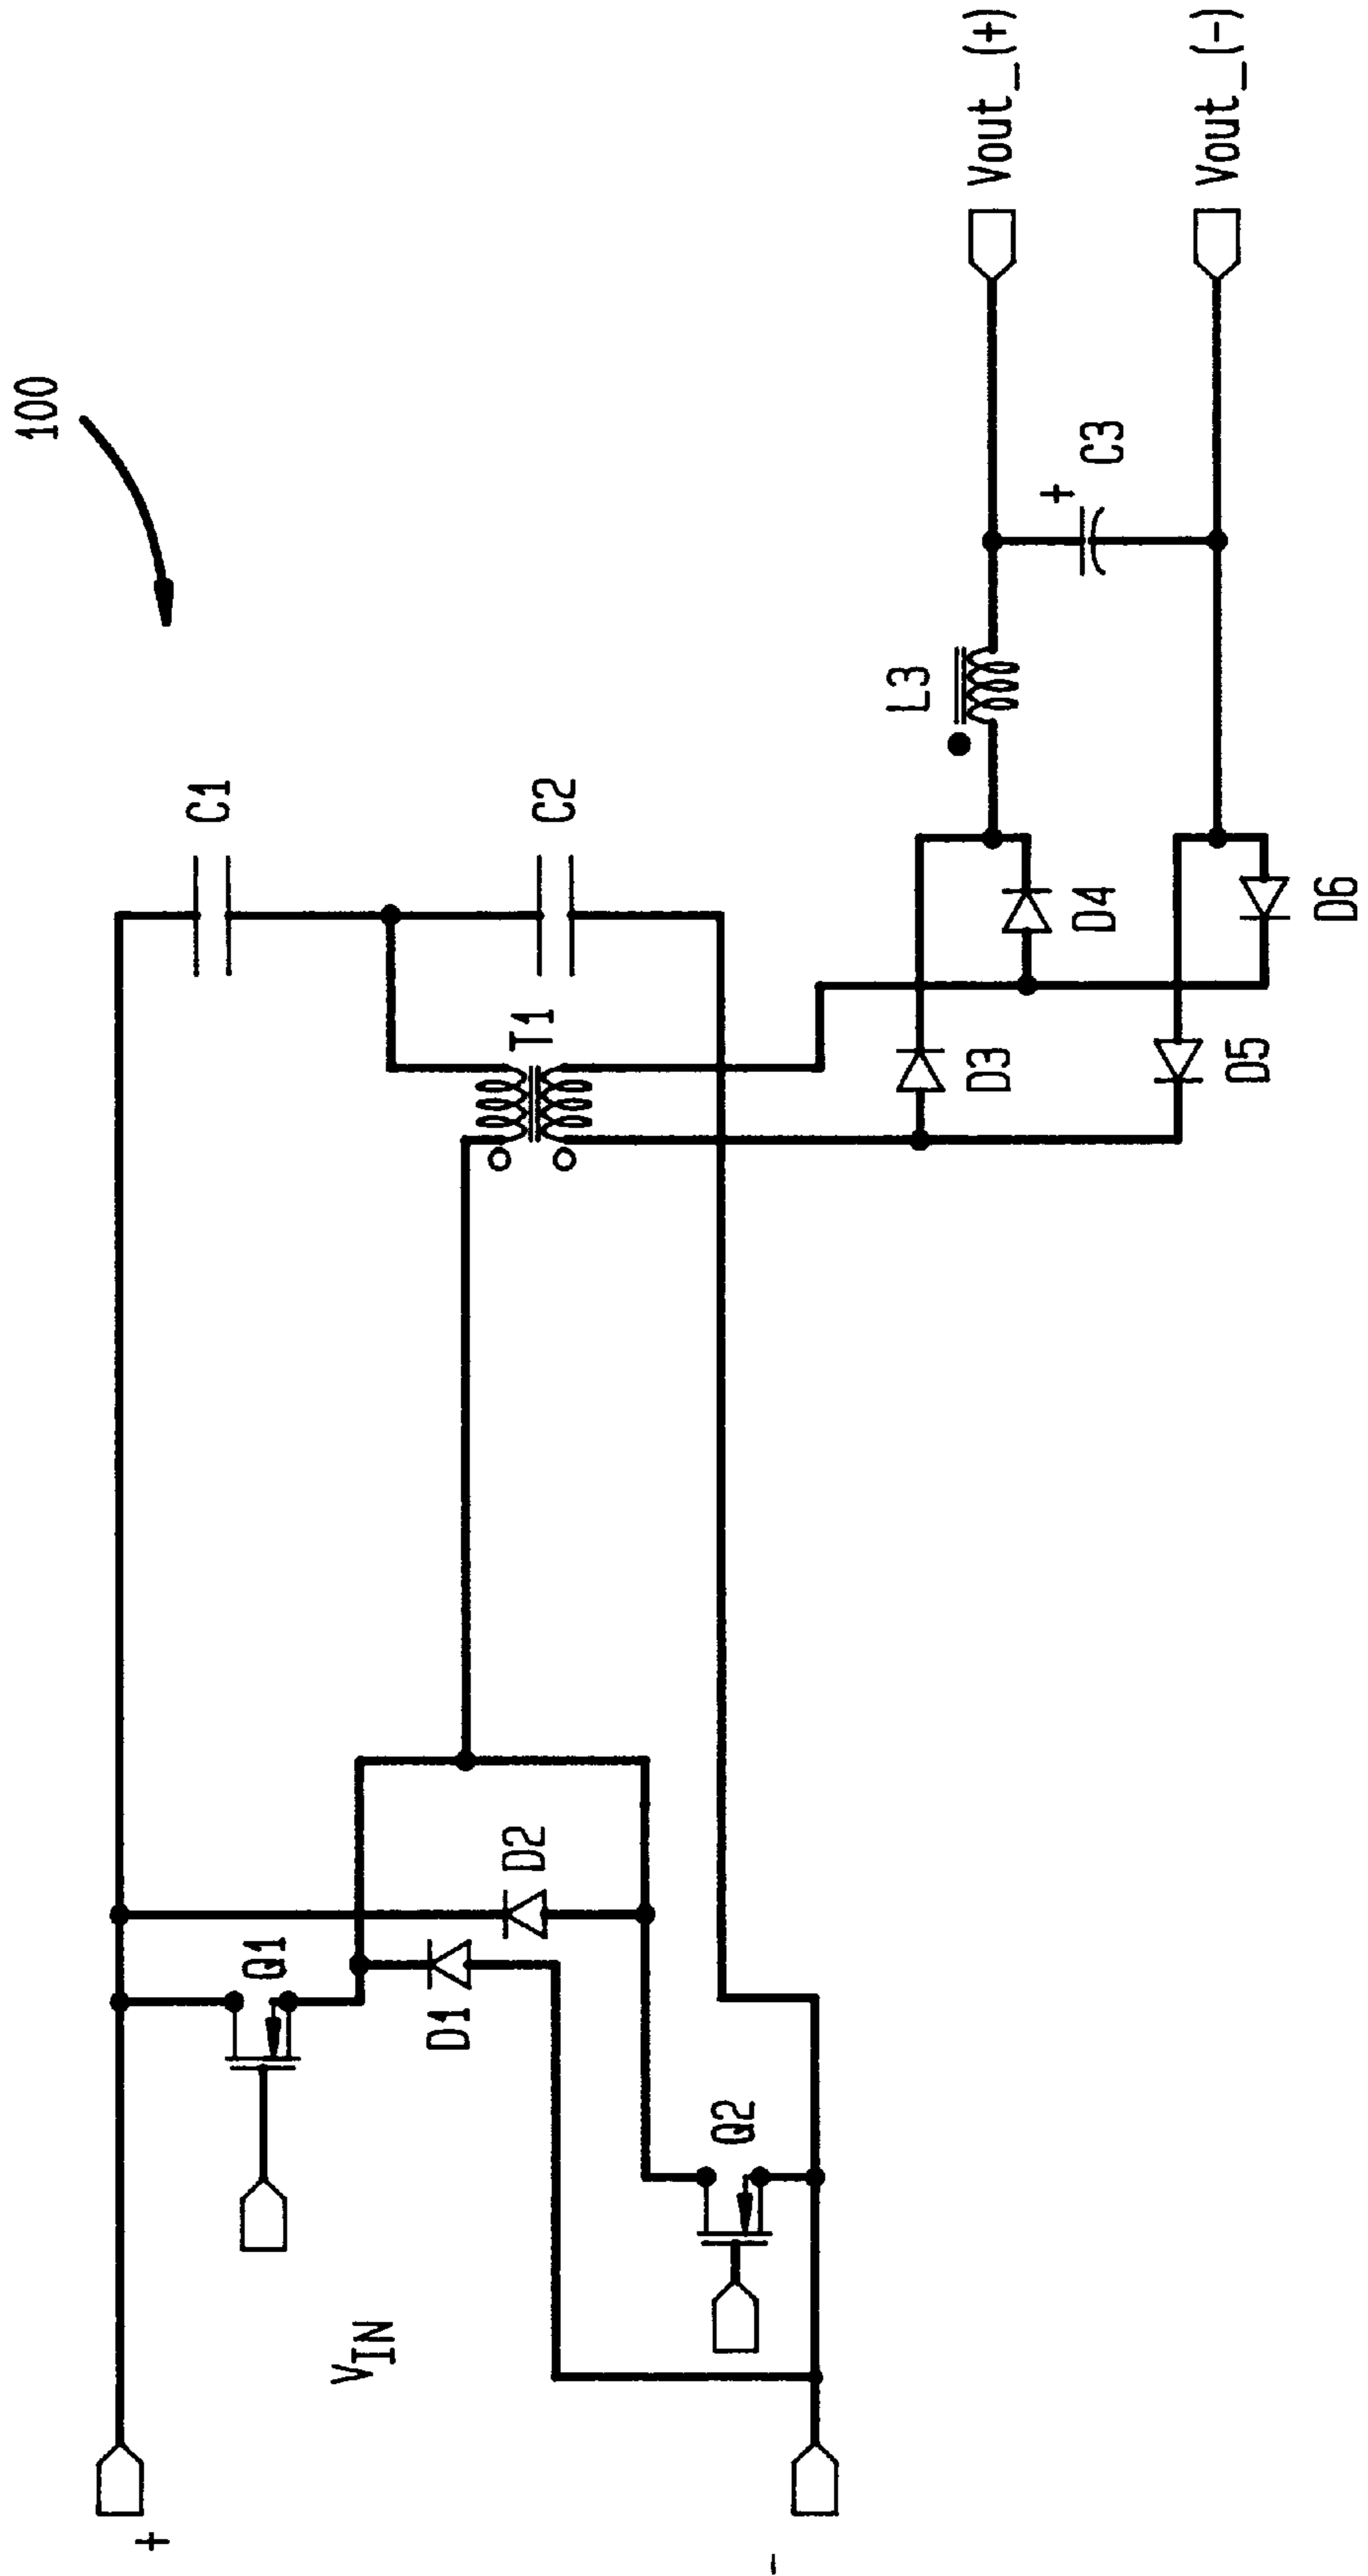 100
+
V_IN
-
Q1
D1
D2
Q2
C1
T1
C2
L3
D3
D4
D5
D6
+
C3
Vout_(+)
Vout_(-)